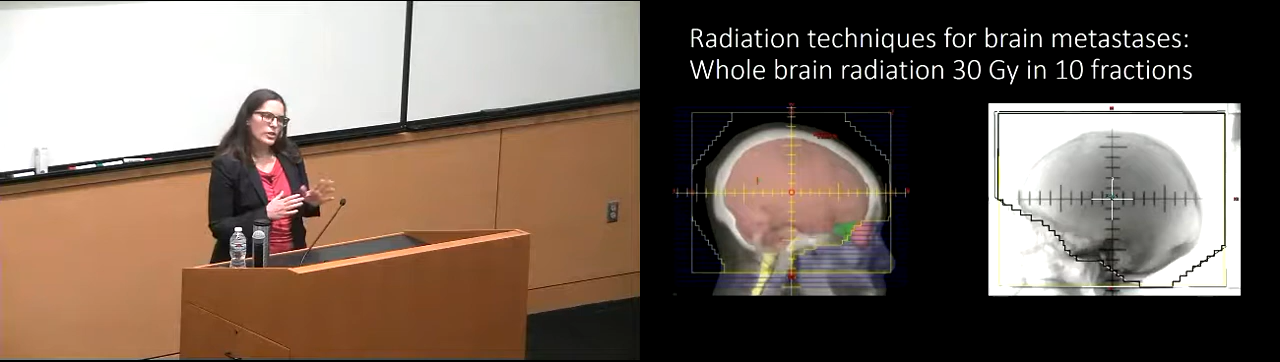 Radiation techniques for brain metastases:
Whole brain radiation 30 Gy in 10 fractions